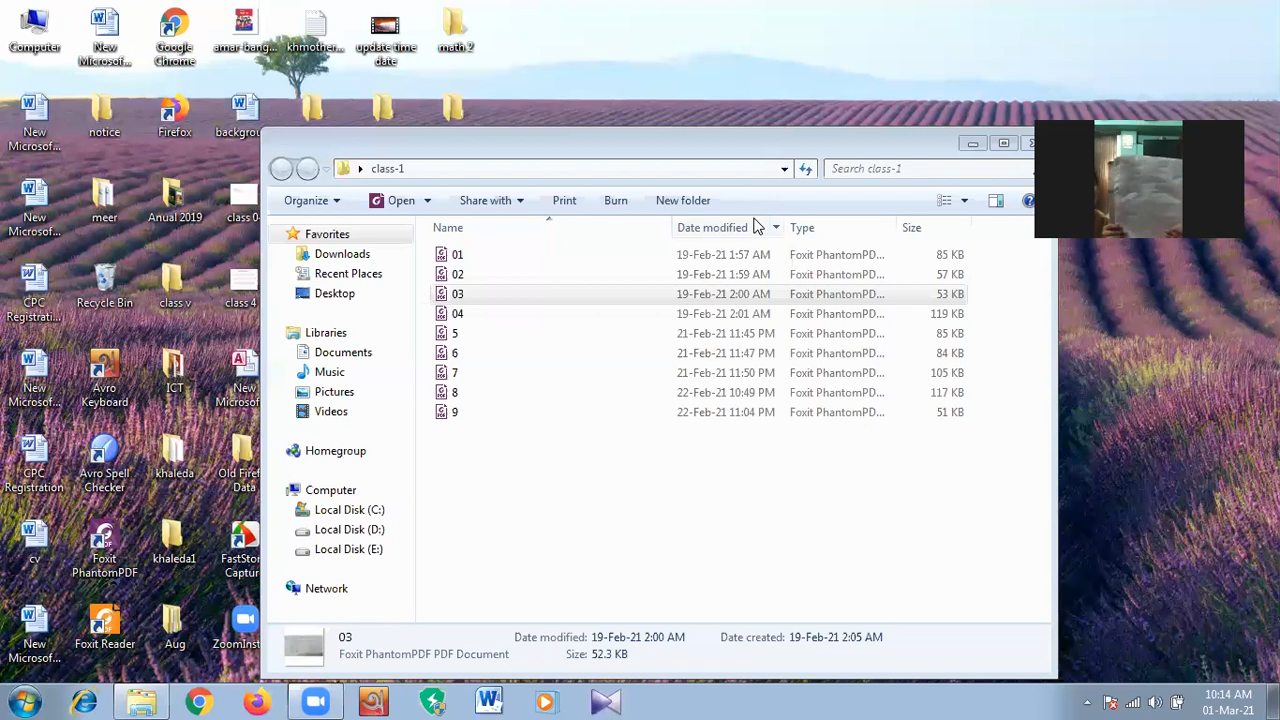 Computer
New Microsoft...
Google Chrome
amar-bang...
khmother...
update time date
math 2
New Microsof...
notice
Firefox
backgrou
New Microsof...
meer
Anual 2019
class 0
CPC Registrati...
Recycle Bin
class v
class 4
New Microsof...
Avro Keyboard
ICT
New Microsof...
CPC Registration
Avro Spell Checker
khaleda
Old Firef Data
cv
Foxit PhantomPDF
khaleda1
FastSto Captur
New Microsof...
Foxit Reader
Aug
ZoomInst
class-1
Search class-1
Organize Open Share with Print Burn New folder
Name Date modified Type Size
Favorites
Downloads
Recent Places
Desktop
Libraries
Documents
Music
Pictures
Videos
Homegroup
Computer
Local Disk (C:)
Local Disk (D:)
Local Disk (E:)
Network
01 19-Feb-21 1:57 AM Foxit PhantomPD... 85 KB
02 19-Feb-21 1:59 AM Foxit PhantomPD... 57 KB
03 19-Feb-21 2:00 AM Foxit PhantomPD... 53 KB
04 19-Feb-21 2:01 AM Foxit PhantomPD... 119 KB
5 21-Feb-21 11:45 PM Foxit PhantomPD... 85 KB
6 21-Feb-21 11:47 PM Foxit PhantomPD... 84 KB
7 21-Feb-21 11:50 PM Foxit PhantomPD... 105 KB
8 22-Feb-21 10:49 PM Foxit PhantomPD... 117 KB
9 22-Feb-21 11:04 PM Foxit PhantomPD... 51 KB
03 Date modified: 19-Feb-21 2:00 AM Date created: 19-Feb-21 2:05 AM
Foxit PhantomPDF PDF Document Size: 52.3 KB
10:14 AM
01-Mar-21